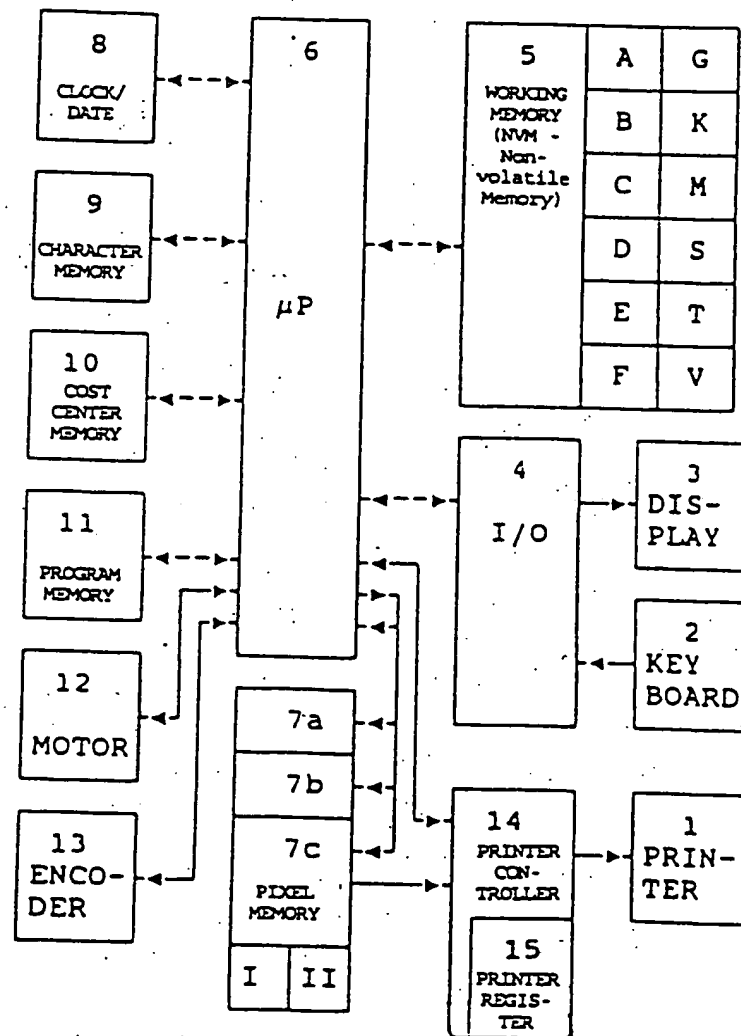 8
CLOCK/
DATE
9
CHARACTER
MEMORY
10
COST
CENTER
MEMORY
11
PROGRAM
MEMORY
12
MOTOR
13
ENCO-
DER
6
μP
7a
7b
7c
PIXEL
MEMORY
I II
5
WORKING
MEMORY
(NVM -
Non-
volatile
Memory)
A G
B K
C M
D S
E T
F V
4
I/O
3
DIS-
PLAY
2
KEY
BOARD
14
PRINTER
CON-
TROLLER
15
PRINTER
REGIS-
TER
1
PRIN-
TER